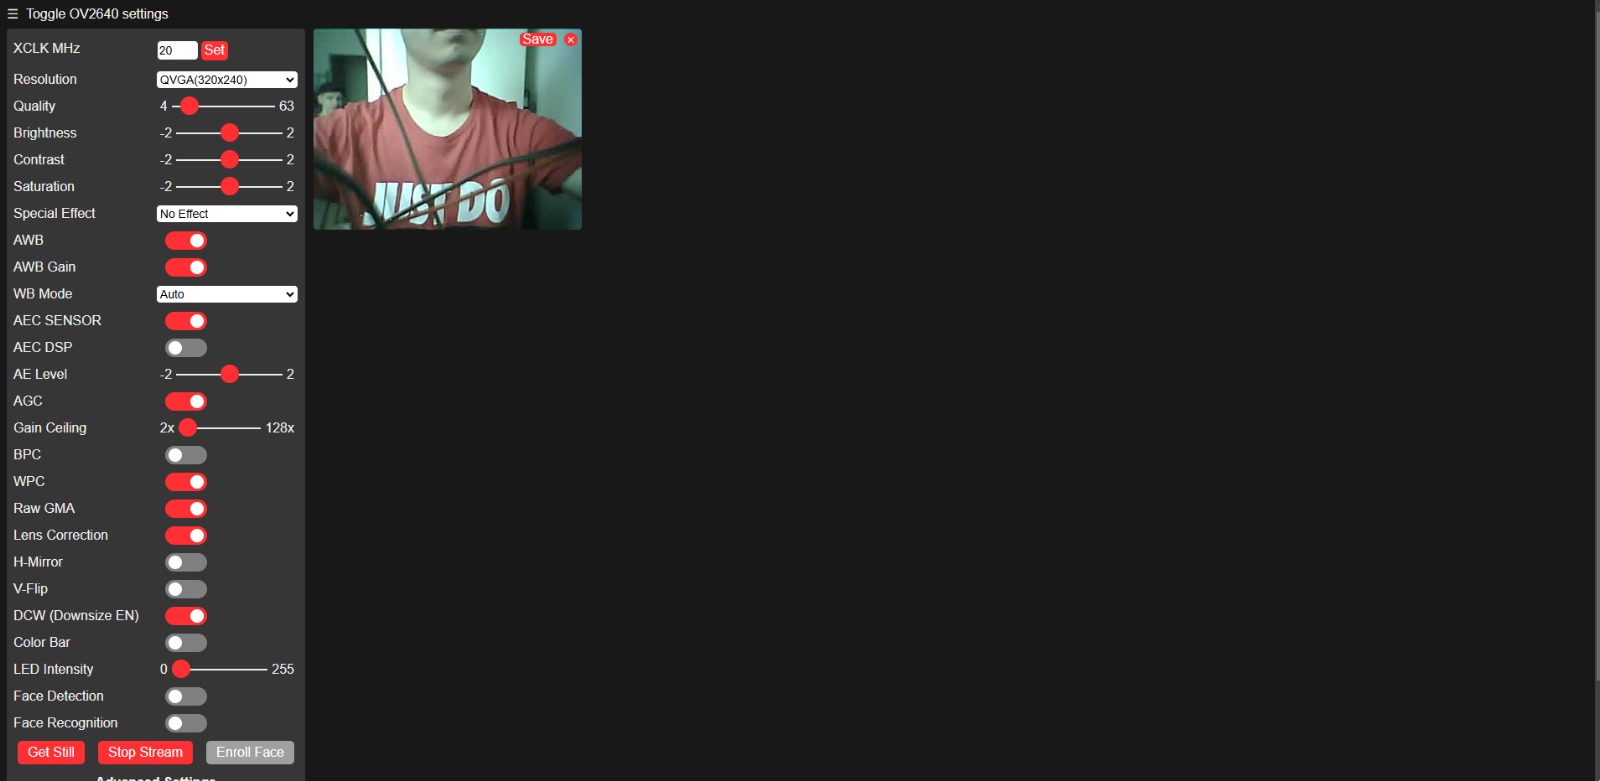 ☰ Toggle OV2640 settings
XCLK MHz 20 Set
Resolution QVGA(320x240)
Quality 4 63
Brightness -2 2
Contrast -2 2
Saturation -2 2
Special Effect No Effect
AWB
AWB Gain
WB Mode Auto
AEC SENSOR
AEC DSP
AE Level -2 2
AGC
Gain Ceiling 2x 128x
BPC
WPC
Raw GMA
Lens Correction
H-Mirror
V-Flip
DCW (Downsize EN)
Color Bar
LED Intensity 0 255
Face Detection
Face Recognition
Get Still Stop Stream Enroll Face
Advanced Settings
Save ×
JUST DO